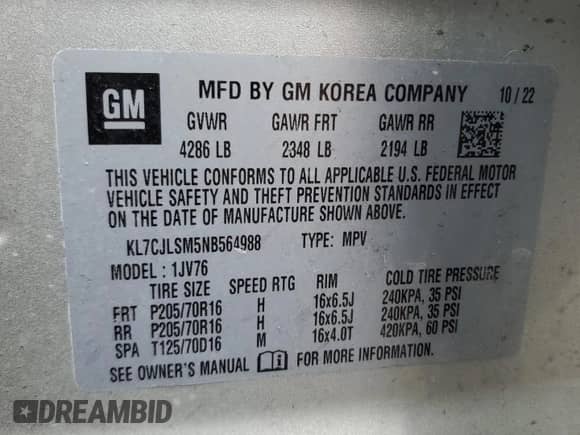 GM
MFD BY GM KOREA COMPANY 10 / 22
GVWR GAWR FRT GAWR RR
4286 LB 2348 LB 2194 LB
THIS VEHICLE CONFORMS TO ALL APPLICABLE U.S. FEDERAL MOTOR
VEHICLE SAFETY AND THEFT PREVENTION STANDARDS IN EFFECT
ON THE DATE OF MANUFACTURE SHOWN ABOVE.
KL7CJLSM5NB564988 TYPE: MPV
MODEL : 1JV76
TIRE SIZE SPEED RTG RIM COLD TIRE PRESSURE
FRT P205/70R16 H 16x6.5J 240KPA, 35 PSI
RR P205/70R16 H 16x6.5J 240KPA, 35 PSI
SPA T125/70D16 M 16x4.0T 420KPA, 60 PSI
SEE OWNER'S MANUAL FOR MORE INFORMATION.
DREAMBID